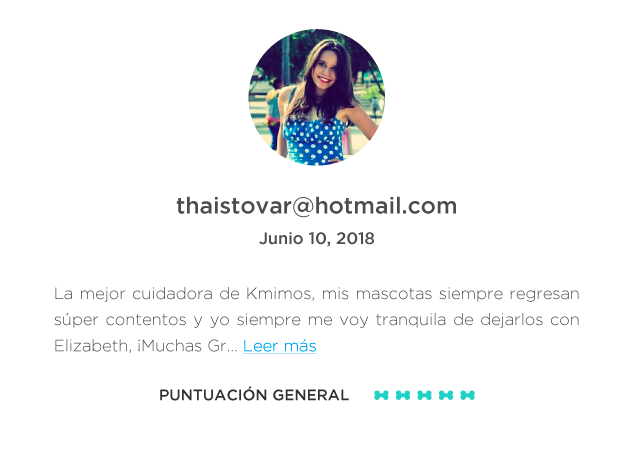 thaistovar@hotmail.com
Junio 10, 2018
La mejor cuidadora de Kmimos, mis mascotas siempre regresan
súper contentos y yo siempre me voy tranquila de dejarlos con
Elizabeth, ¡Muchas Gr... Leer más
PUNTUACIÓN GENERAL